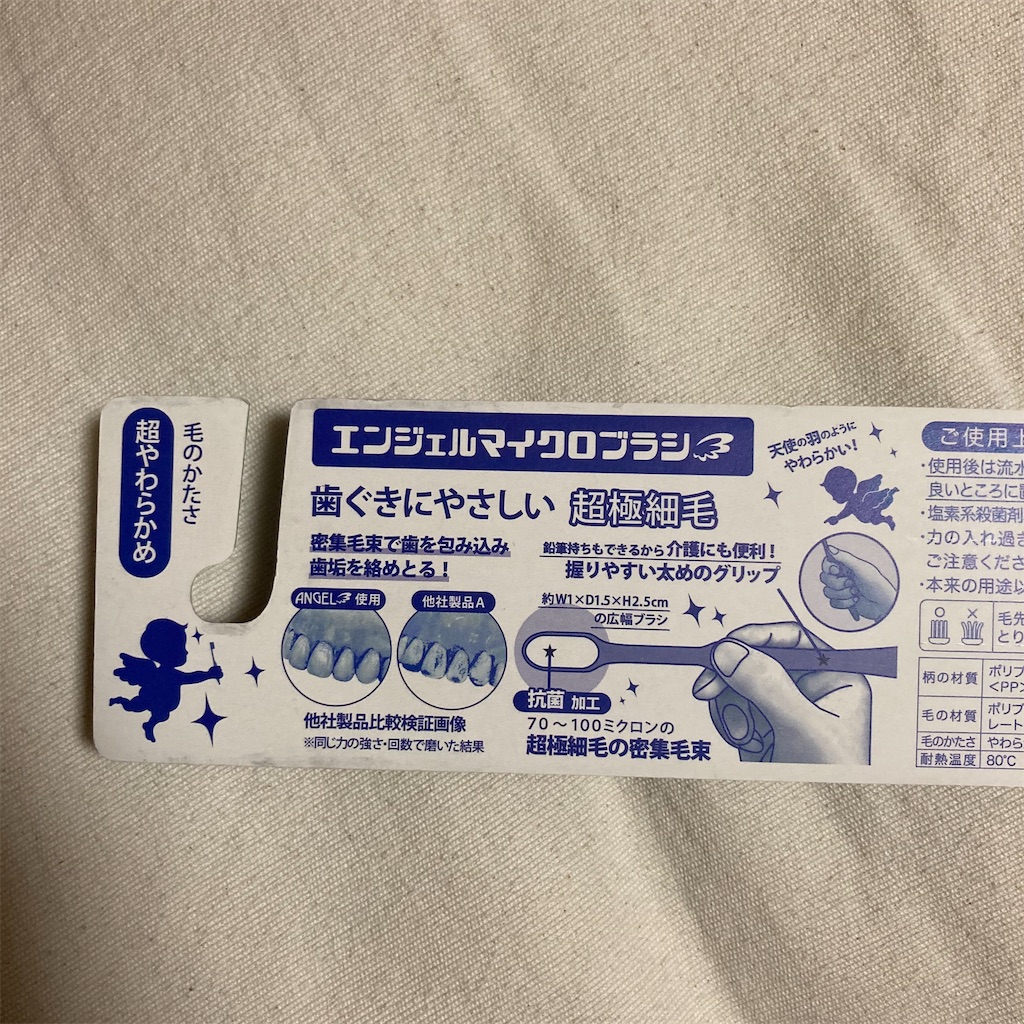 毛のかたさ
超やわらかめ
エンジェルマイクロブラシ
天使の羽のように
やわらかい!
歯ぐきにやさしい 超極細毛
密集毛束で歯を包み込み
歯垢を絡めとる!
ANGEL 使用
他社製品A
他社製品比較検証画像
※同じ力の強さ・回数で磨いた結果
鉛筆持ちもできるから介護にも便利!
握りやすい太めのグリップ
約W1×D1.5×H2.5cm
の広幅ブラシ
抗菌 加工
70〜100ミクロンの
超極細毛の密集毛束
ご使用上
・使用後は流水
良いところに
・塩素系殺菌剤
・力の入れ過ぎ
ご注意くださ
・本来の用途以
○ ×
毛先
とり
柄の材質 ポリプ
<PP>
毛の材質 ポリブ
レート
毛のかたさ やわら
耐熱温度 80℃